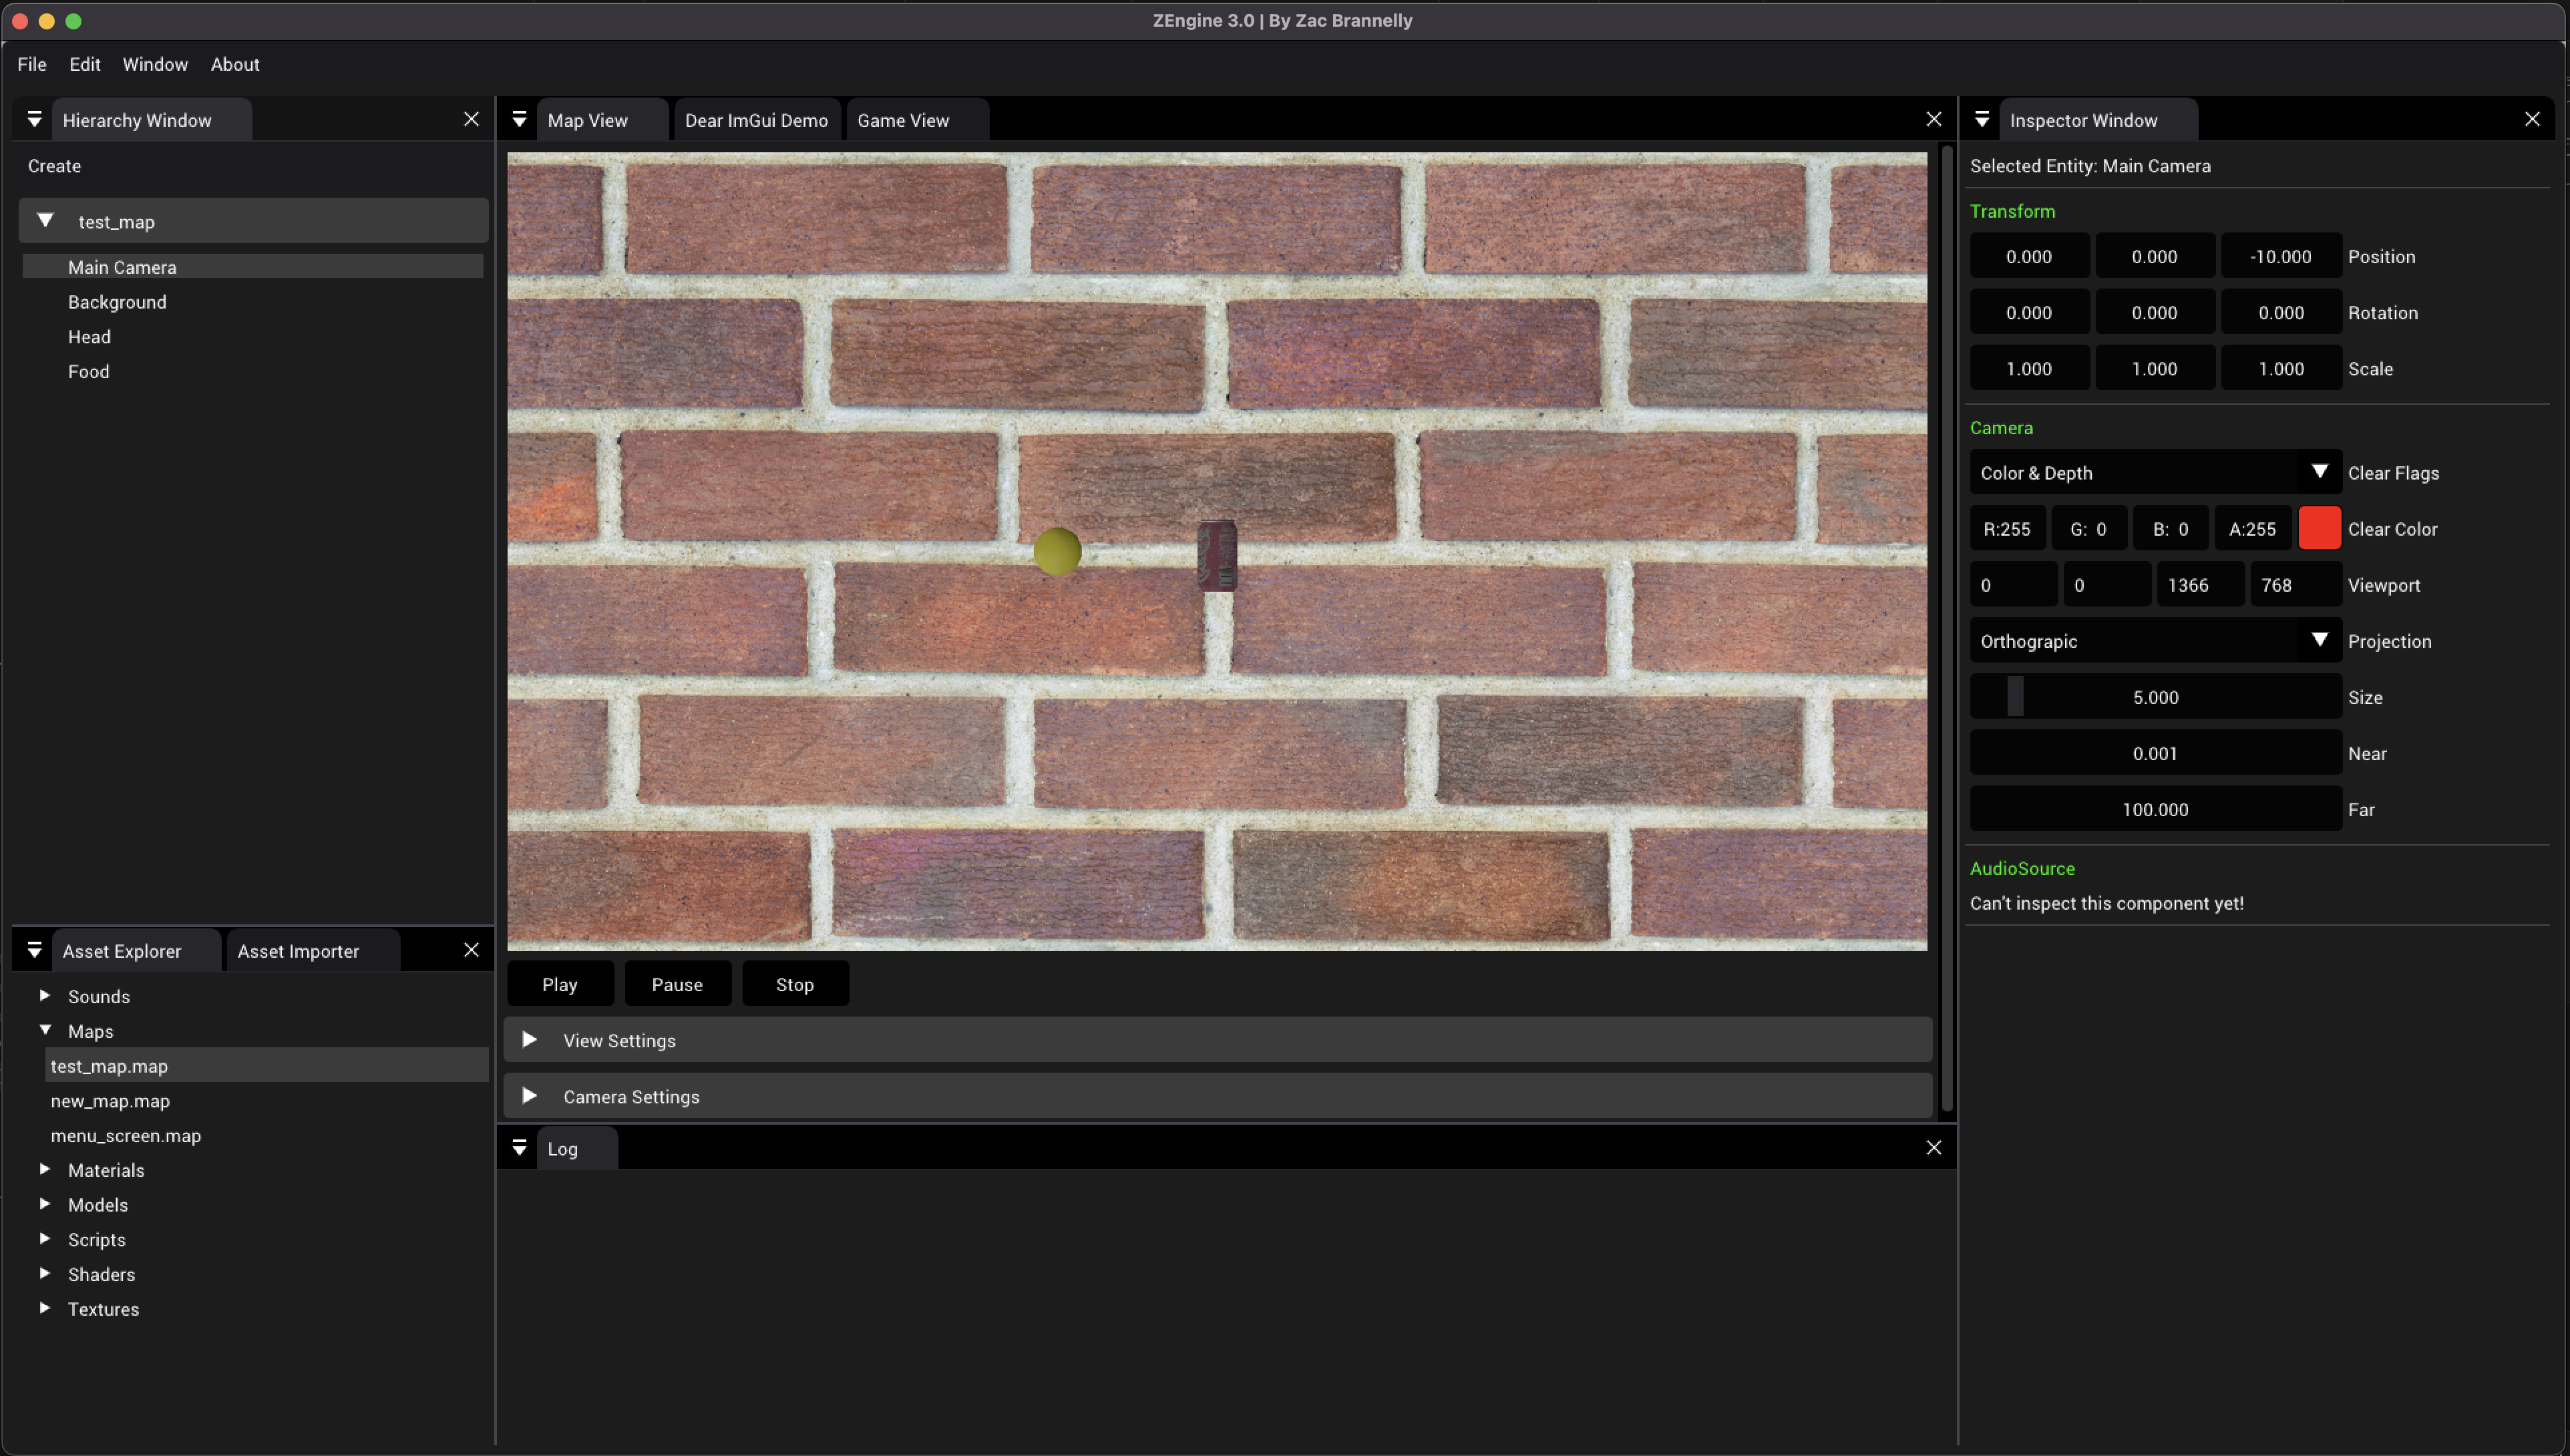 ZEngine 3.0 | By Zac Brannelly
File Edit Window About
Hierarchy Window
Create
test_map
Main Camera
Background
Head
Food
Asset Explorer Asset Importer
Sounds
Maps
test_map.map
new_map.map
menu_screen.map
Materials
Models
Scripts
Shaders
Textures
Map View Dear ImGui Demo Game View
Play Pause Stop
View Settings
Camera Settings
Log
Inspector Window
Selected Entity: Main Camera
Transform
0.000 0.000 -10.000 Position
0.000 0.000 0.000 Rotation
1.000 1.000 1.000 Scale
Camera
Color & Depth Clear Flags
R:255 G: 0 B: 0 A:255 Clear Color
0 0 1366 768 Viewport
Orthograpic Projection
5.000 Size
0.001 Near
100.000 Far
AudioSource
Can't inspect this component yet!